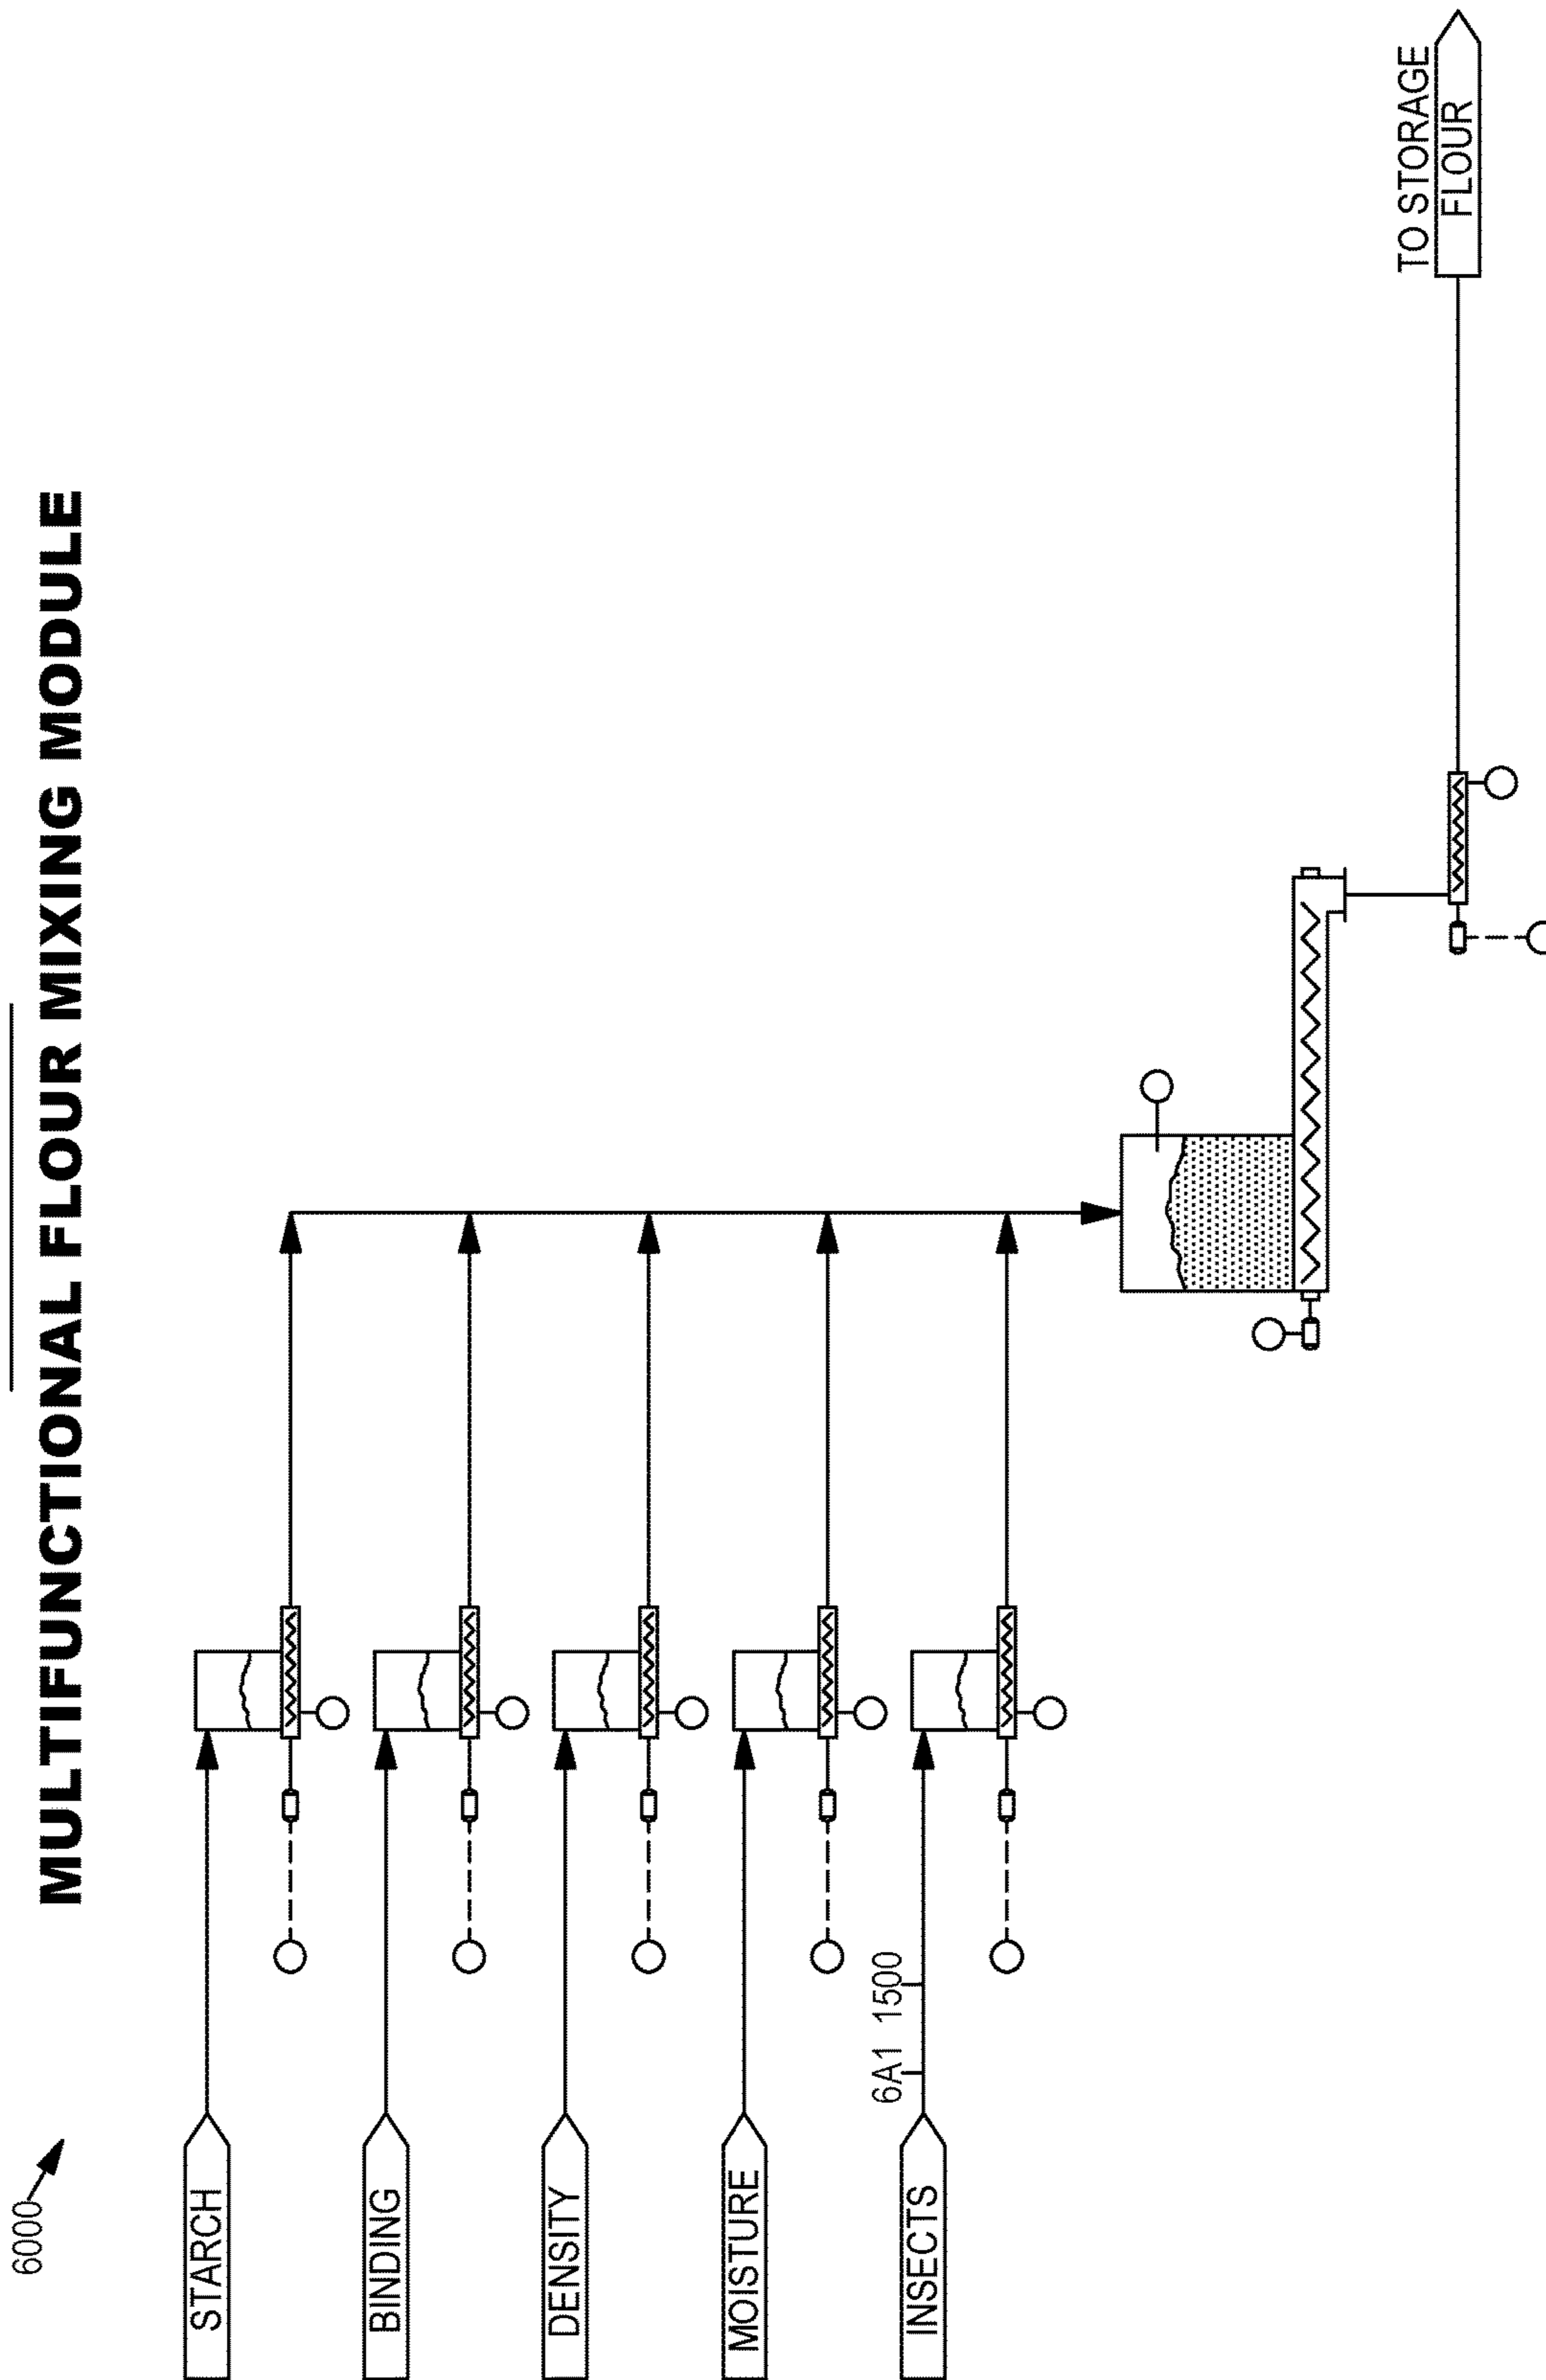 6000
MULTIFUNCTIONAL FLOUR MIXING MODULE
STARCH
BINDING
DENSITY
MOISTURE
6A1 1500
INSECTS
TO STORAGE
FLOUR